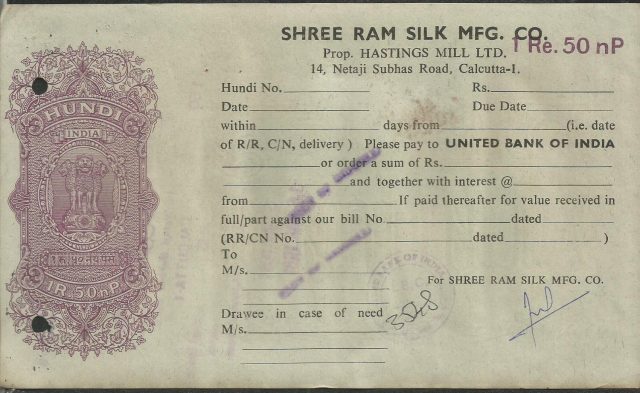 SHREE RAM SILK MFG. CO.
1 Re. 50 nP
Prop. HASTINGS MILL LTD.
14, Netaji Subhas Road, Calcutta-1.
Hundi No. Rs.
Date Due Date
within days from (i.e. date
of R/R, C/N, delivery ) Please pay to UNITED BANK OF INDIA
or order a sum of Rs.
and together with interest @
from If paid thereafter for value received in
full/part against our bill No. dated
(RR/CN No. dated )
To
M/s.
For SHREE RAM SILK MFG. CO.
Drawee in case of need
M/s.
HUNDI
INDIA
1R. 50 nP